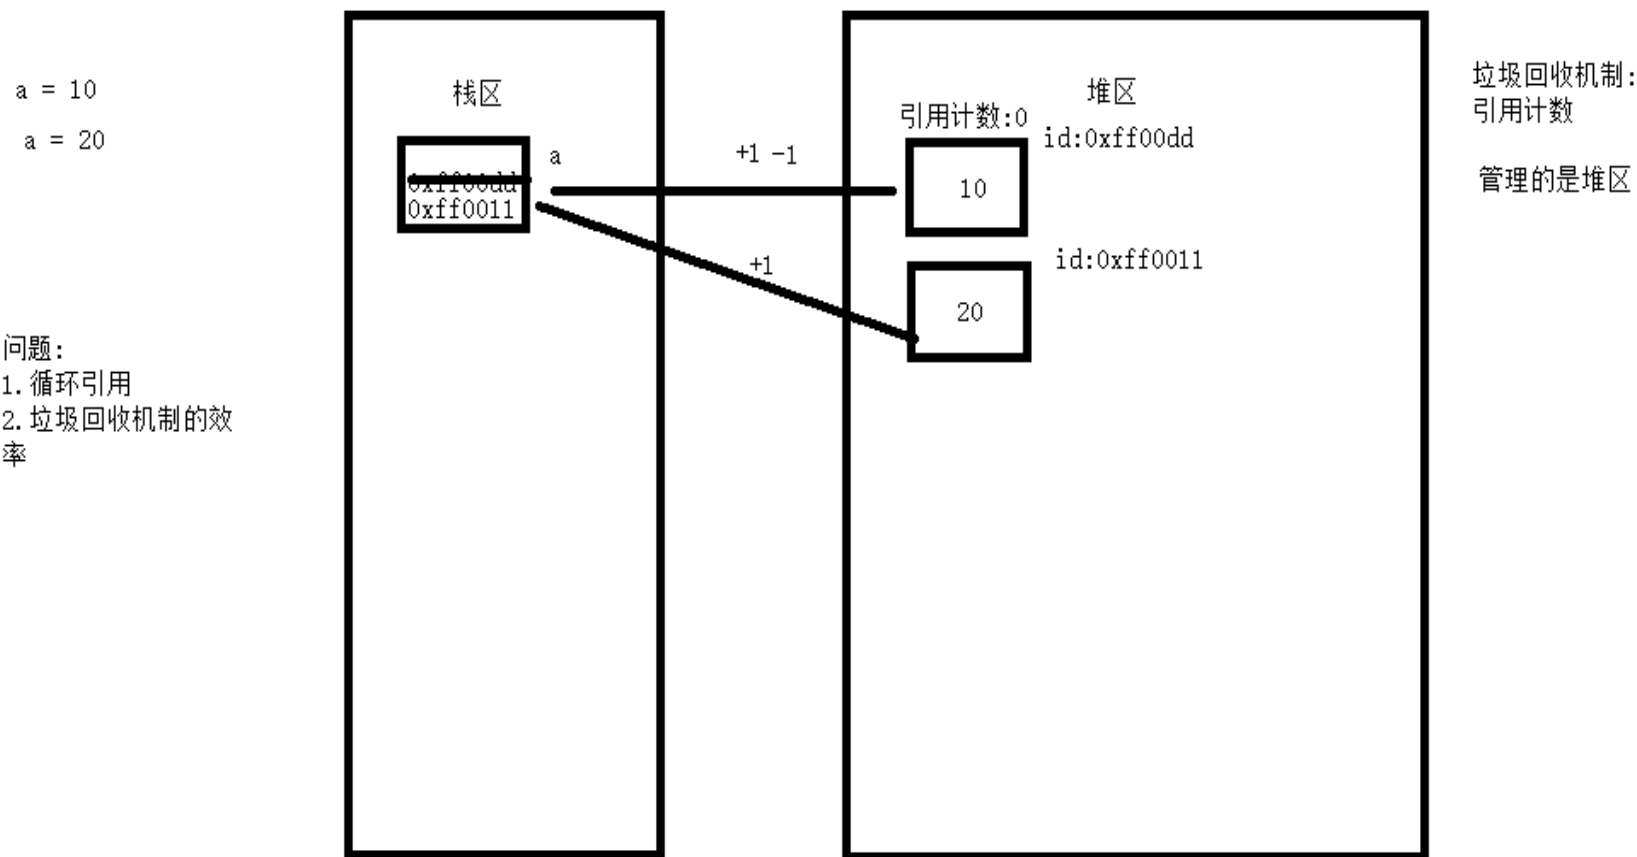 a = 10
a = 20
问题:
1.循环引用
2.垃圾回收机制的效
率
栈区
a
0xff00dd
0xff0011
+1 -1
+1
堆区
引用计数:0
id:0xff00dd
10
id:0xff0011
20
垃圾回收机制:
引用计数
管理的是堆区